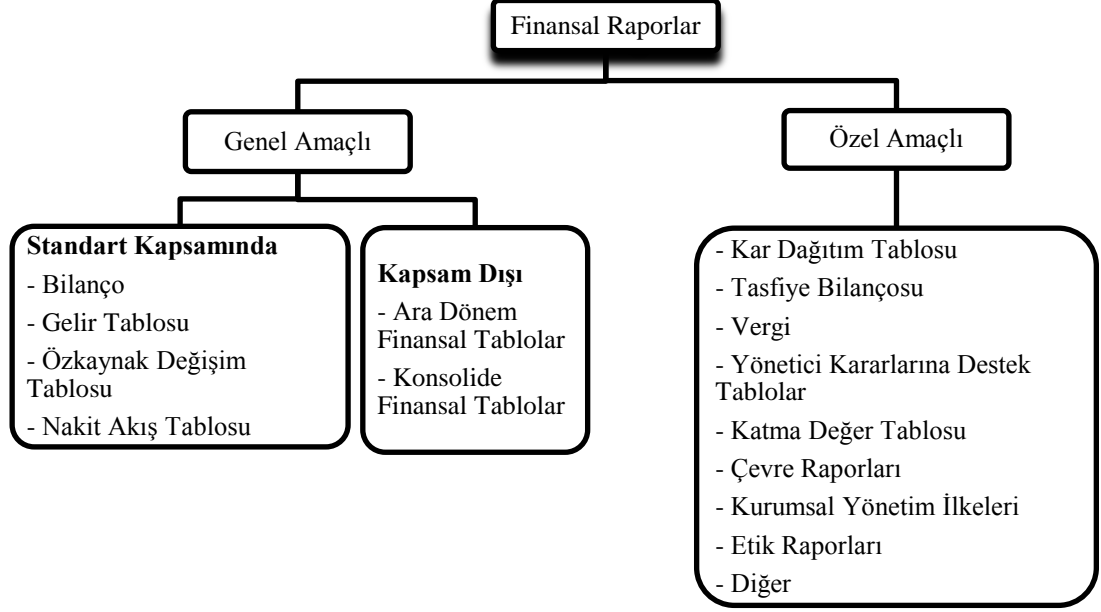 Finansal Raporlar
Genel Amaçlı
Özel Amaçlı
Standart Kapsamında
- Bilanço
- Gelir Tablosu
- Özkaynak Değişim
Tablosu
- Nakit Akış Tablosu
Kapsam Dışı
- Ara Dönem
Finansal Tablolar
- Konsolide
Finansal Tablolar
- Kar Dağıtım Tablosu
- Tasfiye Bilançosu
- Vergi
- Yönetici Kararlarına Destek
Tablolar
- Katma Değer Tablosu
- Çevre Raporları
- Kurumsal Yönetim İlkeleri
- Etik Raporları
- Diğer